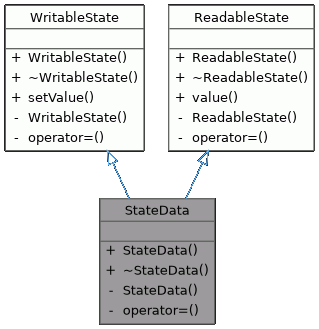 WritableState
+ WritableState()
+ ~WritableState()
+ setValue()
- WritableState()
- operator=()
ReadableState
+ ReadableState()
+ ~ReadableState()
+ value()
- ReadableState()
- operator=()
StateData
+ StateData()
+ ~StateData()
- StateData()
- operator=()